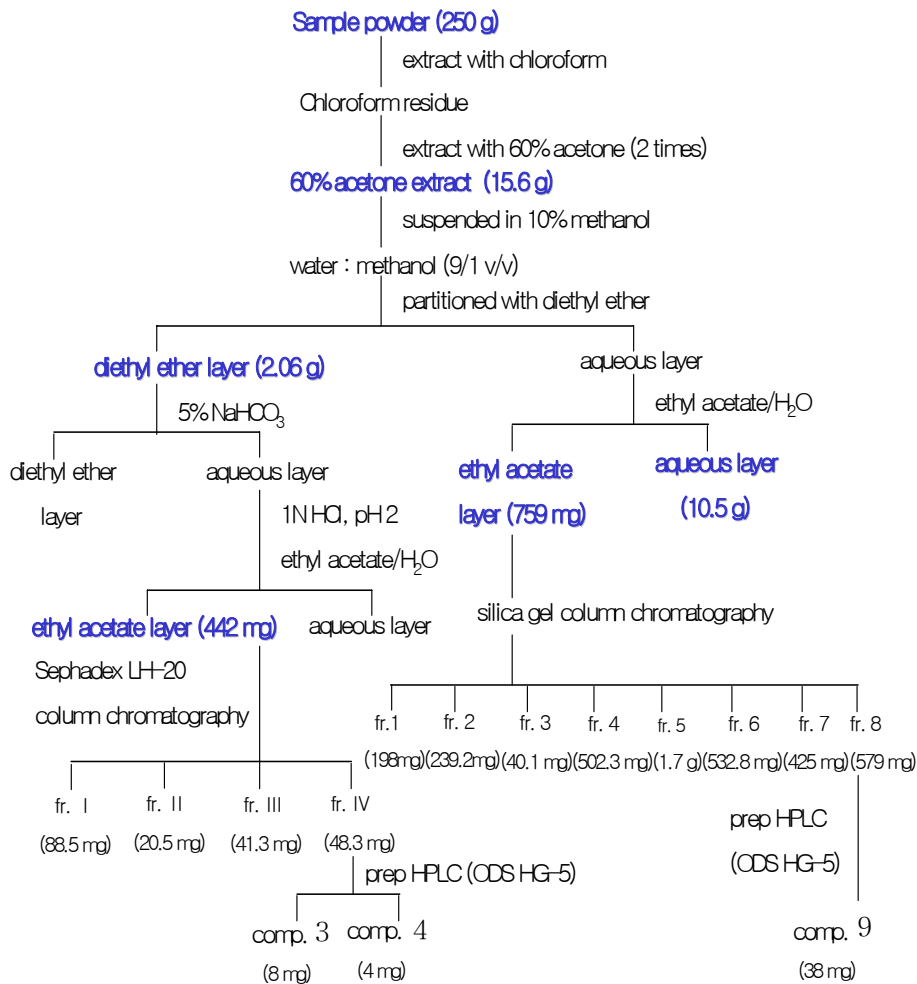 Sample powder (250 g)
extract with chloroform
Chloroform residue
extract with 60% acetone (2 times)
60% acetone extract (15.6 g)
suspended in 10% methanol
water : methanol (9/1 v/v)
partitioned with diethyl ether
diethyl ether layer (2.06 g)
aqueous layer
5% NaHCO3
ethyl acetate/H2O
diethyl ether
layer
aqueous layer
ethyl acetate
layer (759 mg)
aqueous layer
(10.5 g)
1N HCl, pH 2
ethyl acetate/H2O
silica gel column chromatography
ethyl acetate layer (442 mg)
aqueous layer
Sephadex LH-20
column chromatography
fr.1 fr.2 fr.3 fr.4 fr.5 fr.6 fr.7 fr.8
(198mg)(239.2mg)(40.1 mg)(502.3 mg)(1.7 g)(532.8 mg)(425 mg)(579 mg)
fr. I fr. II fr. III fr. IV
(88.5 mg) (20.5 mg) (41.3 mg) (48.3 mg)
prep HPLC
(ODS HG-5)
prep HPLC (ODS HG-5)
comp. 3 comp. 4
(8 mg) (4 mg)
comp. 9
(38 mg)